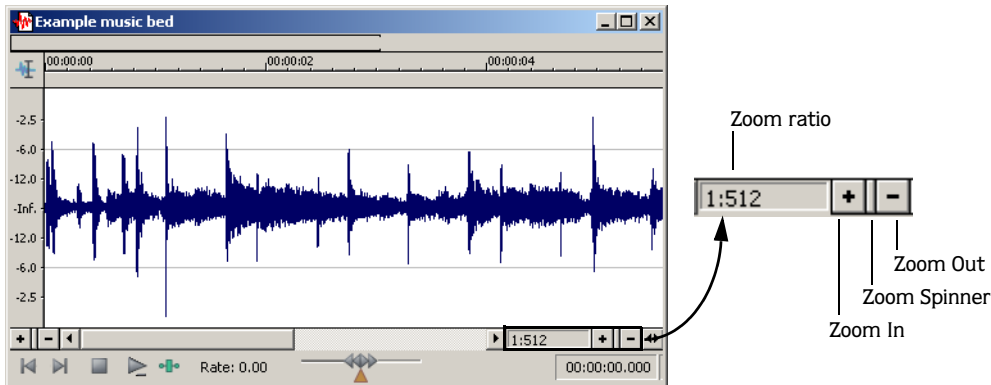 Example music bed
00:00:00 00:00:02 00:00:04
-2.5
-6.0
-12.0
-Inf.
-12.0
-6.0
-2.5
1:512
Rate: 0.00
00:00:00.000
Zoom ratio
1:512
Zoom Out
Zoom Spinner
Zoom In